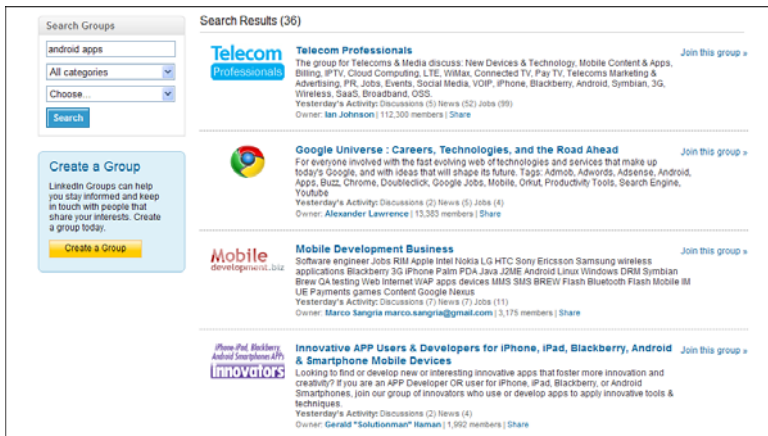 Search Groups
android apps
All categories
Choose...
Search
Create a Group
LinkedIn Groups can help
you stay informed and keep
in touch with people that
share your interests. Create
a group today.
Create a Group
Search Results (36)
Telecom
Professionals
Telecom Professionals
Join this group »
The group for Telecoms & Media discuss: New Devices & Technology, Mobile Content & Apps,
Billing, IPTV, Cloud Computing, LTE, WiMax, Connected TV, Pay TV, Telecoms Marketing &
Advertising, PR, Jobs, Events, Social Media, VOIP, iPhone, Blackberry, Android, Symbian, 3G,
Wireless, SaaS, Broadband, OSS.
Yesterday's Activity: Discussions (5) News (52) Jobs (99)
Owner: Ian Johnson | 112,300 members | Share
Google Universe : Careers, Technologies, and the Road Ahead
Join this group »
For everyone involved with the fast evolving web of technologies and services that make up
today's Google, and with ideas that will shape its future. Tags: Admob, Adwords, Adsense, Android,
Apps, Buzz, Chrome, Doubleclick, Google Jobs, Mobile, Orkut, Productivity Tools, Search Engine,
Youtube
Yesterday's Activity: Discussions (2) News (5) Jobs (4)
Owner: Alexander Lawrence | 13,383 members | Share
Mobile
development.biz
Mobile Development Business
Join this group »
Software engineer Jobs RIM Apple Intel Nokia LG HTC Sony Ericsson Samsung wireless
applications Blackberry 3G iPhone Palm PDA Java J2ME Android Linux Windows DRM Symbian
Brew QA testing Web Internet WAP apps devices MMS SMS BREW Flash Bluetooth Flash Mobile IM
UE Payments games Content Google Nexus
Yesterday's Activity: Discussions (7) News (7) Jobs (11)
Owner: Marco Sangria marco.sangria@gmail.com | 3,175 members | Share
iPhone-iPad, Blackberry,
Android Smartphones APPs
Innovators
Innovative APP Users & Developers for iPhone, iPad, Blackberry, Android
& Smartphone Mobile Devices
Join this group »
Looking to find or develop new or interesting innovative apps that foster more innovation and
creativity? If you are an APP Developer OR user for iPhone, iPad, Blackberry, or Android
Smartphones, join our group of innovators who use or develop apps to apply innovative tools &
techniques.
Yesterday's Activity: Discussions (2) News (4)
Owner: Gerald "Solutionman" Haman | 1,992 members | Share